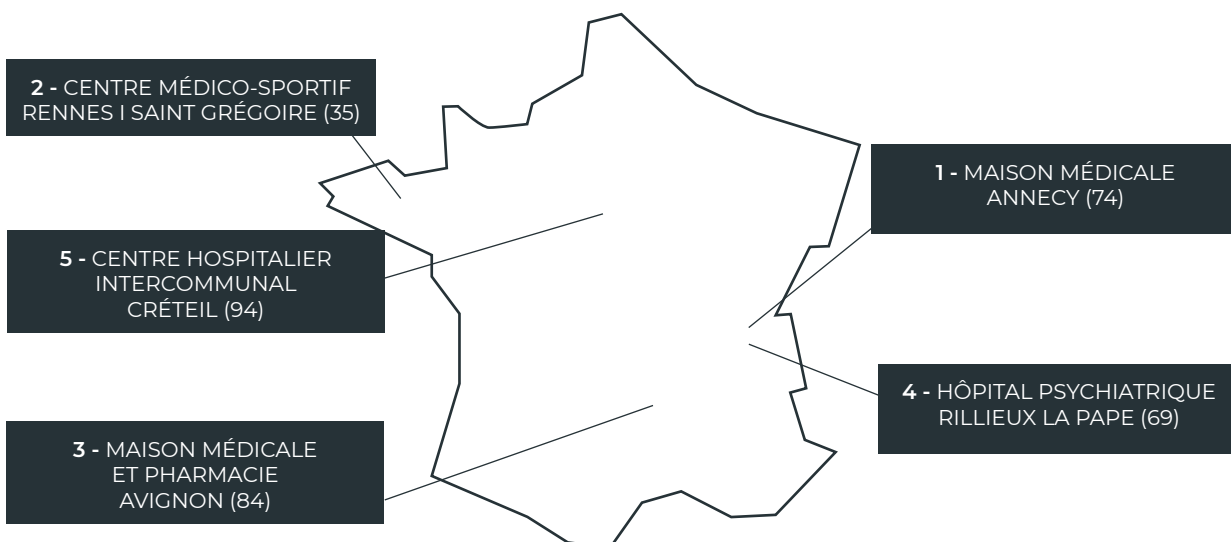 2 - CENTRE MÉDICO-SPORTIF
RENNES I SAINT GRÉGOIRE (35)
1 - MAISON MÉDICALE
ANNECY (74)
5 - CENTRE HOSPITALIER
INTERCOMMUNAL
CRÉTEIL (94)
4 - HÔPITAL PSYCHIATRIQUE
RILLIEUX LA PAPE (69)
3 - MAISON MÉDICALE
ET PHARMACIE
AVIGNON (84)